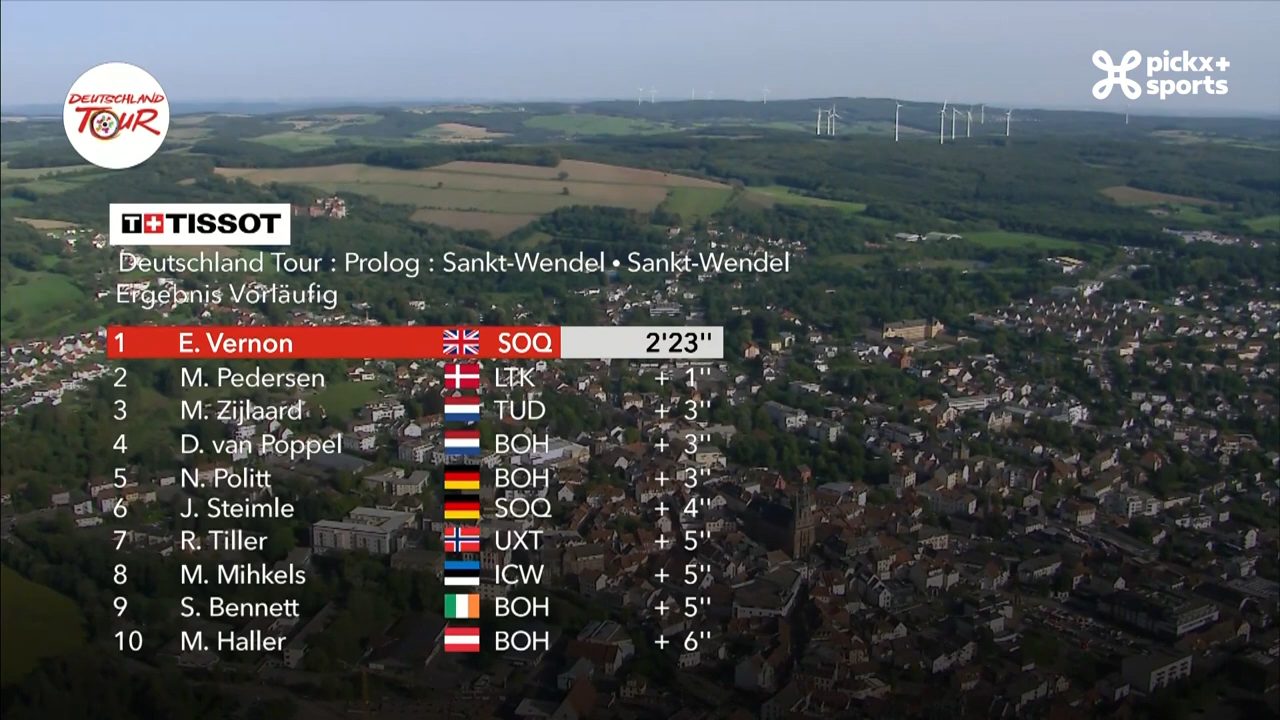 DEUTSCHLAND
TOUR
pickx+
sports
T+ TISSOT
Deutschland Tour : Prolog : Sankt-Wendel • Sankt-Wendel
Ergebnis Vorläufig
1 E. Vernon SOQ 2'23''
2 M. Pedersen LTK + 1''
3 M. Zijlaard TUD + 3''
4 D. van Poppel BOH + 3''
5 N. Politt BOH + 3''
6 J. Steimle SOQ + 4''
7 R. Tiller UXT + 5''
8 M. Mihkels ICW + 5''
9 S. Bennett BOH + 5''
10 M. Haller BOH + 6''